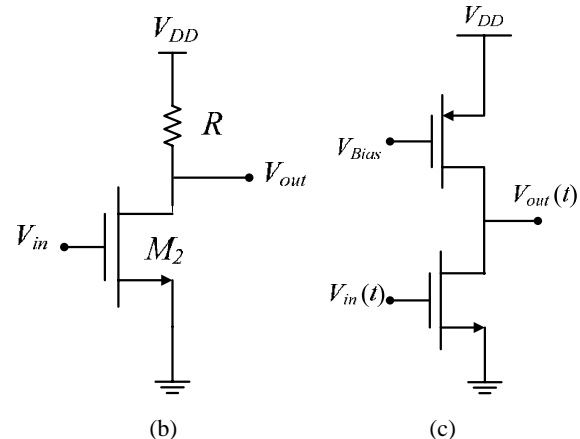 V_DD
R
V_out
V_in
M_2
(b)
V_DD
V_Bias
V_out (t)
V_in (t)
(c)